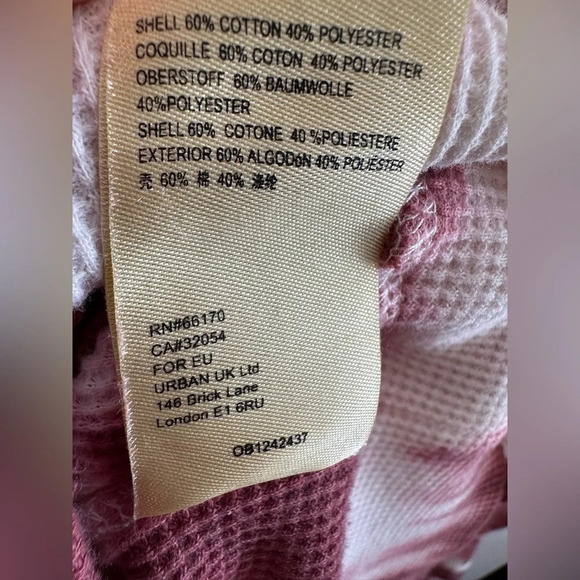 SHELL 60% COTTON 40% POLYESTER
COQUILLE 60% COTON 40% POLYESTER
OBERSTOFF 60% BAUMWOLLE
40%POLYESTER
SHELL 60% COTONE 40 %POLIESTERE
EXTERIOR 60% ALGODóN 40% POLIESTER
壳 60% 棉 40% 涤纶
RN#66170
CA#32054
FOR EU
URBAN UK Ltd
146 Brick Lane
London E1 6RU
OB1242437